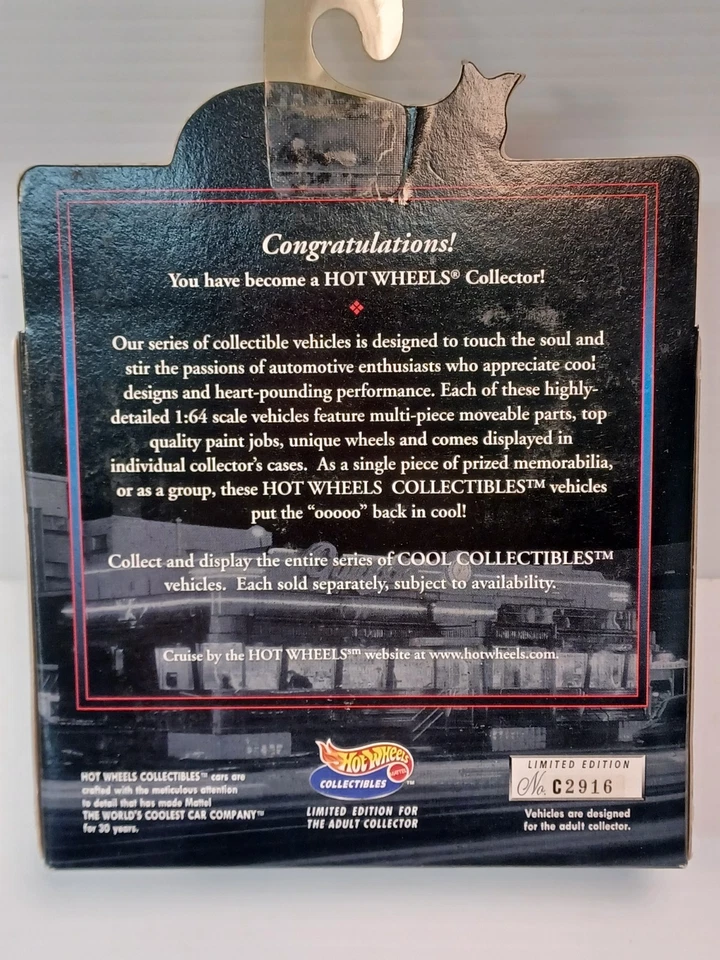 Congratulations!
You have become a HOT WHEELS® Collector!
Our series of collectible vehicles is designed to touch the soul and
stir the passions of automotive enthusiasts who appreciate cool
designs and heart-pounding performance. Each of these highly-
detailed 1:64 scale vehicles feature multi-piece moveable parts, top
quality paint jobs, unique wheels and comes displayed in
individual collector's cases. As a single piece of prized memorabilia,
or as a group, these HOT WHEELS COLLECTIBLES™ vehicles
put the "ooooo" back in cool!
Collect and display the entire series of COOL COLLECTIBLES™
vehicles. Each sold separately, subject to availability.
Cruise by the HOT WHEELS℠ website at www.hotwheels.com.
HOT WHEELS COLLECTIBLES™ cars are
crafted with the meticulous attention
to detail that has made Mattel
THE WORLD'S COOLEST CAR COMPANY™
for 30 years.
Hot Wheels
MATTEL
COLLECTIBLES™
LIMITED EDITION FOR
THE ADULT COLLECTOR
LIMITED EDITION
No. C2916
Vehicles are designed
for the adult collector.